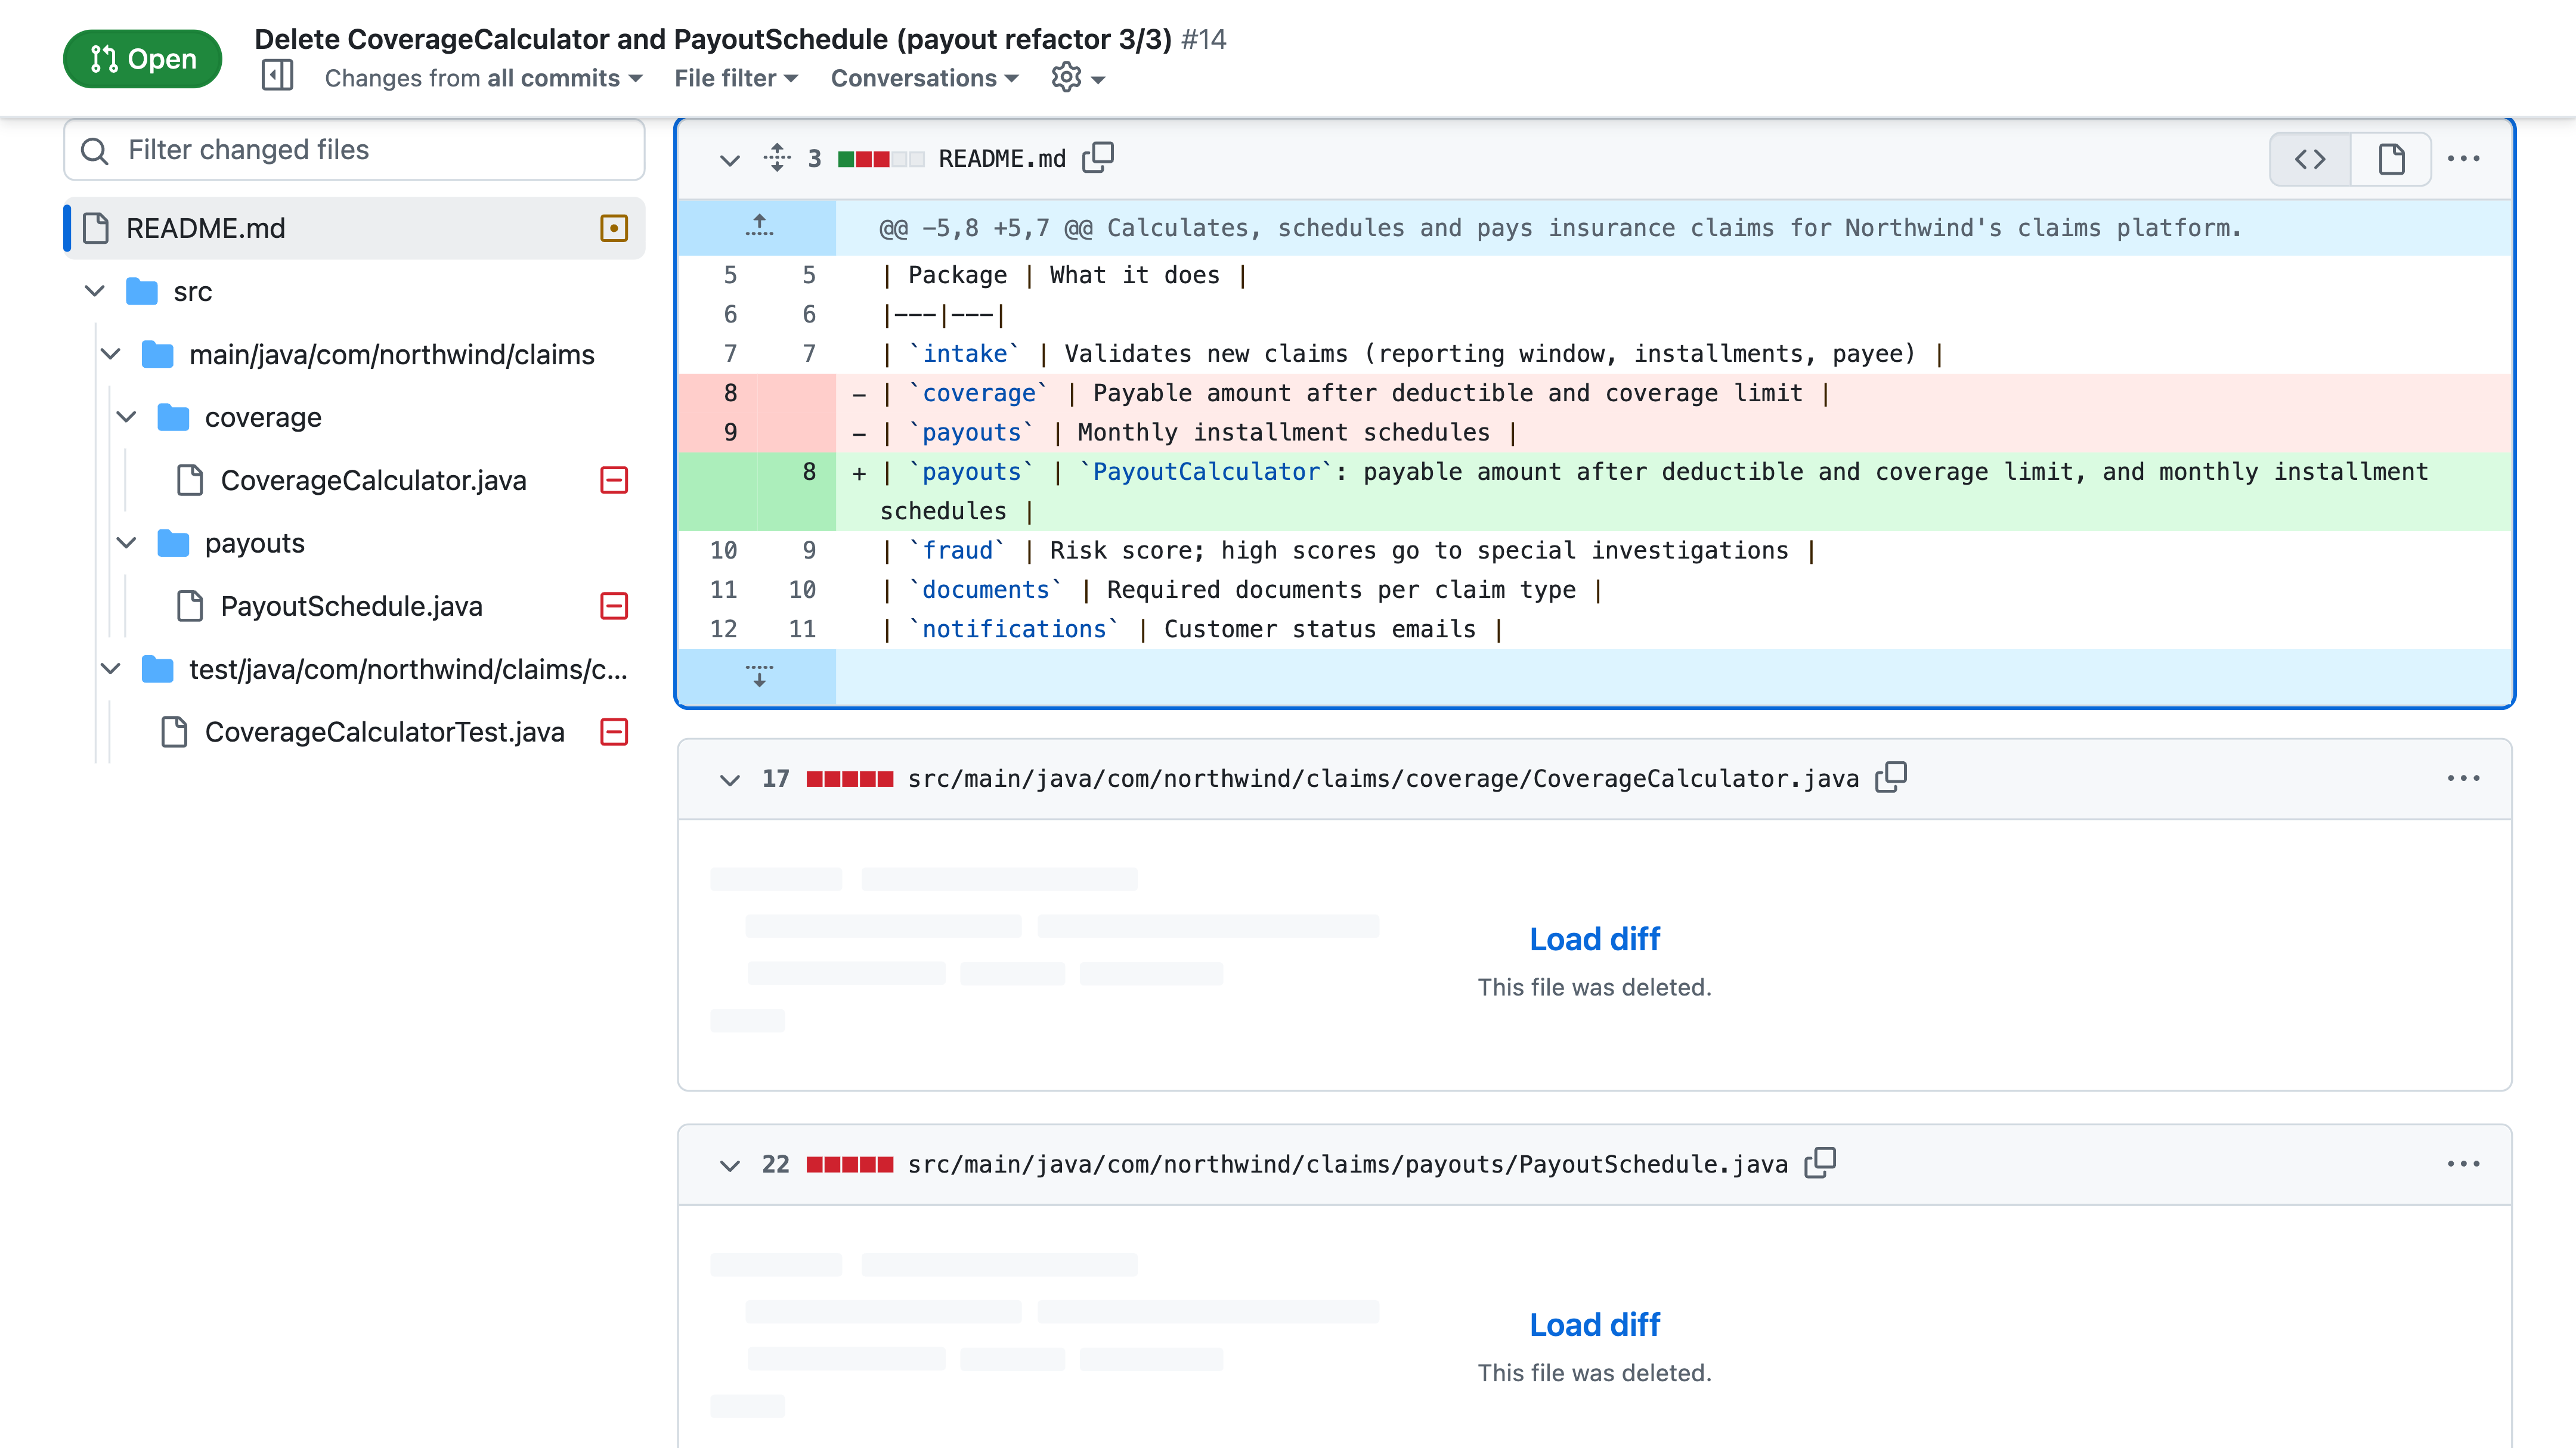 Open
Delete CoverageCalculator and PayoutSchedule (payout refactor 3/3) #14
Changes from all commits
File filter
Conversations
Filter changed files
README.md
src
main/java/com/northwind/claims
coverage
CoverageCalculator.java
payouts
PayoutSchedule.java
test/java/com/northwind/claims/c...
CoverageCalculatorTest.java
3 README.md
@@ -5,8 +5,7 @@ Calculates, schedules and pays insurance claims for Northwind's claims platform.
5 5 | Package | What it does |
6 6 |---|---|
7 7 | `intake` | Validates new claims (reporting window, installments, payee) |
8 - | `coverage` | Payable amount after deductible and coverage limit |
9 - | `payouts` | Monthly installment schedules |
8 + | `payouts` | `PayoutCalculator`: payable amount after deductible and coverage limit, and monthly installment
schedules |
10 9 | `fraud` | Risk score; high scores go to special investigations |
11 10 | `documents` | Required documents per claim type |
12 11 | `notifications` | Customer status emails |
17 src/main/java/com/northwind/claims/coverage/CoverageCalculator.java
Load diff
This file was deleted.
22 src/main/java/com/northwind/claims/payouts/PayoutSchedule.java
Load diff
This file was deleted.